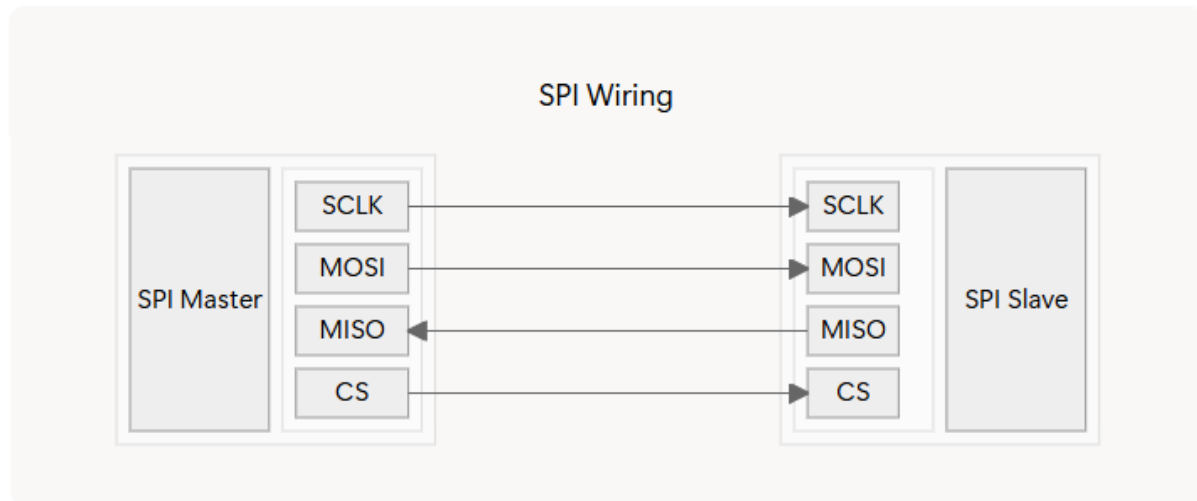 SPI Wiring
SPI Master
SCLK
MOSI
MISO
CS
SCLK
MOSI
MISO
CS
SPI Slave